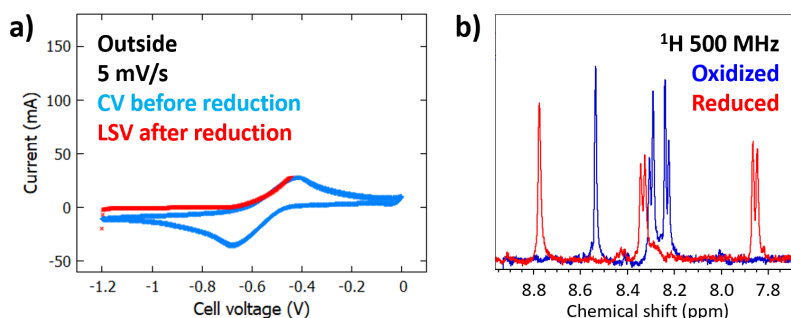 a)
Outside
5 mV/s
CV before reduction
LSV after reduction
150
100
50
0
-50
Current (mA)
-1.2 -1 -0.8 -0.6 -0.4 -0.2 0
Cell voltage (V)
b)
¹H 500 MHz
Oxidized
Reduced
8.8 8.6 8.4 8.2 8.0 7.8
Chemical shift (ppm)